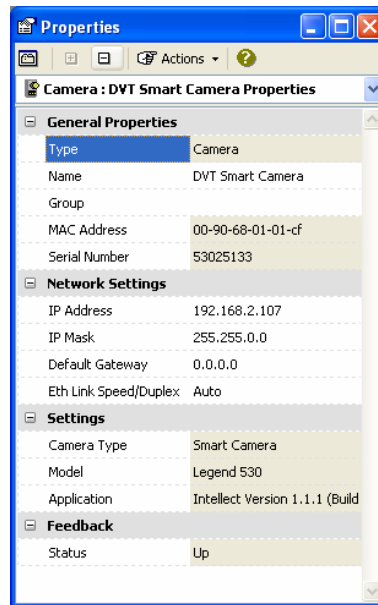 Properties
Actions
Camera : DVT Smart Camera Properties
General Properties
Type Camera
Name DVT Smart Camera
Group
MAC Address 00-90-68-01-01-cf
Serial Number 53025133
Network Settings
IP Address 192.168.2.107
IP Mask 255.255.0.0
Default Gateway 0.0.0.0
Eth Link Speed/Duplex Auto
Settings
Camera Type Smart Camera
Model Legend 530
Application Intellect Version 1.1.1 (Build
Feedback
Status Up